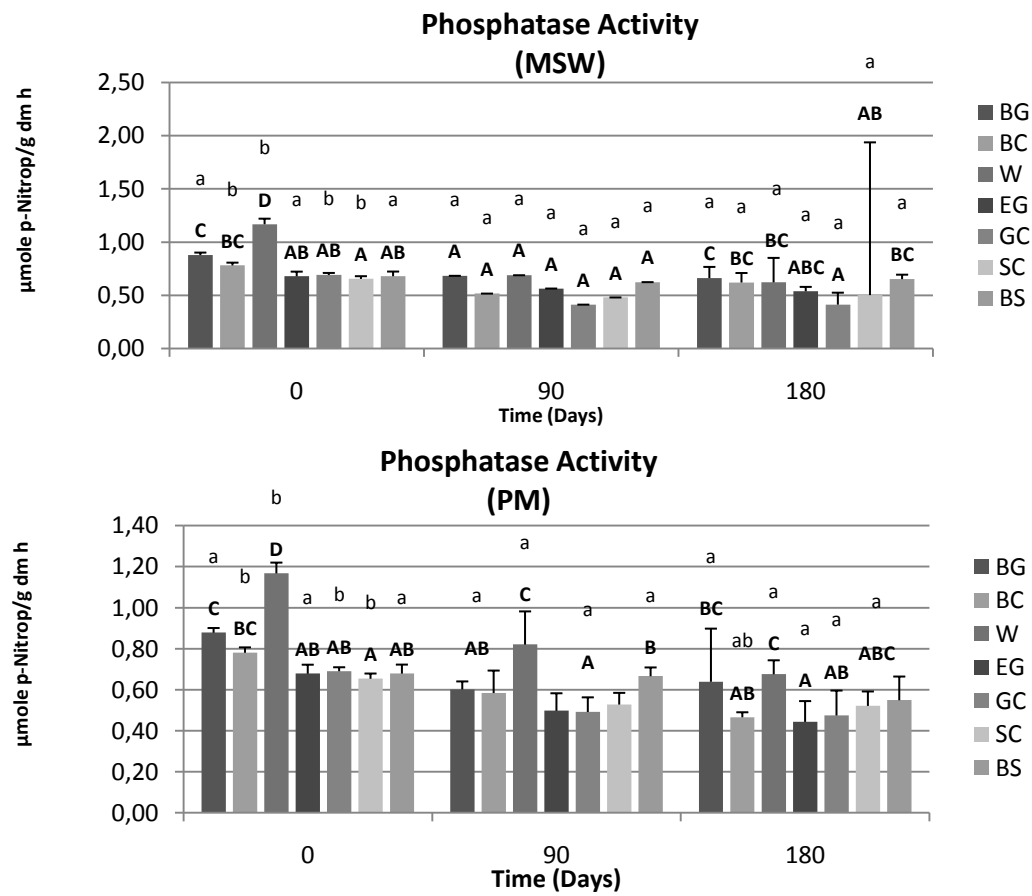 Phosphatase Activity
(MSW)
µmole p-Nitrop/g dm h
2,50
2,00
1,50
1,00
0,50
0,00
a b b a b b a
C BC D AB AB A AB
a a a a a a a
A A A A A A A
a a a a a a a
C BC BC ABC A AB BC
0 90 180
Time (Days)
BG
BC
W
EG
GC
SC
BS
Phosphatase Activity
(PM)
µmole p-Nitrop/g dm h
1,40
1,20
1,00
0,80
0,60
0,40
0,20
0,00
a b b a b b a
C BC D AB AB A AB
a a a a
AB C A B
a ab a a a a
BC AB C A AB ABC
0 90 180
Time (Days)
BG
BC
W
EG
GC
SC
BS